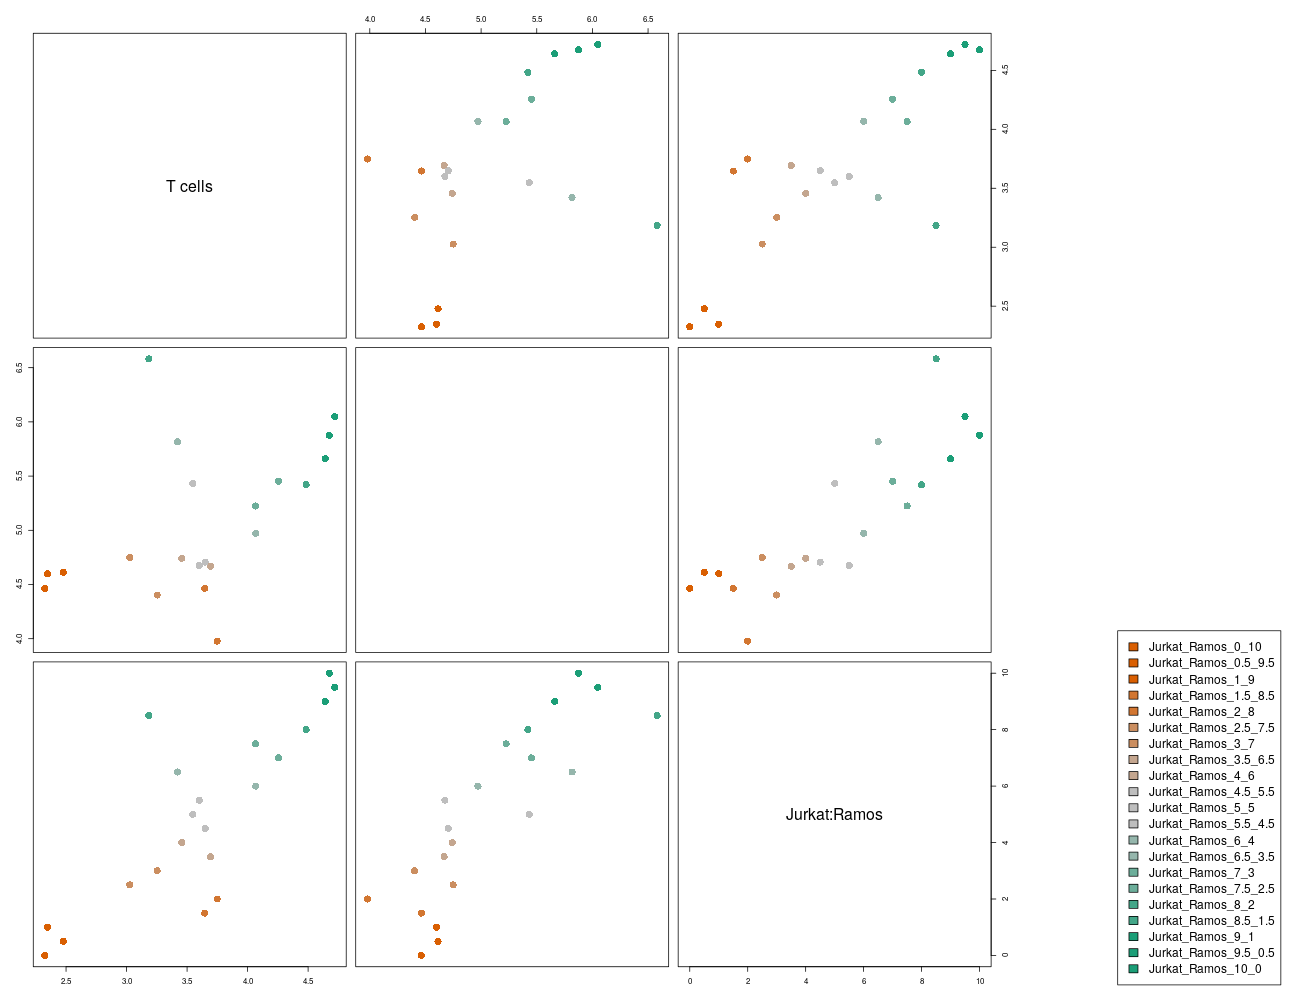 4.0 4.5 5.0 5.5 6.0 6.5
T cells
2.5 3.0 3.5 4.0 4.5
4.0 4.5 5.0 5.5 6.0 6.5
Jurkat:Ramos
0 2 4 6 8 10
2.5 3.0 3.5 4.0 4.5
0 2 4 6 8 10
Jurkat_Ramos_0_10
Jurkat_Ramos_0.5_9.5
Jurkat_Ramos_1_9
Jurkat_Ramos_1.5_8.5
Jurkat_Ramos_2_8
Jurkat_Ramos_2.5_7.5
Jurkat_Ramos_3_7
Jurkat_Ramos_3.5_6.5
Jurkat_Ramos_4_6
Jurkat_Ramos_4.5_5.5
Jurkat_Ramos_5_5
Jurkat_Ramos_5.5_4.5
Jurkat_Ramos_6_4
Jurkat_Ramos_6.5_3.5
Jurkat_Ramos_7_3
Jurkat_Ramos_7.5_2.5
Jurkat_Ramos_8_2
Jurkat_Ramos_8.5_1.5
Jurkat_Ramos_9_1
Jurkat_Ramos_9.5_0.5
Jurkat_Ramos_10_0